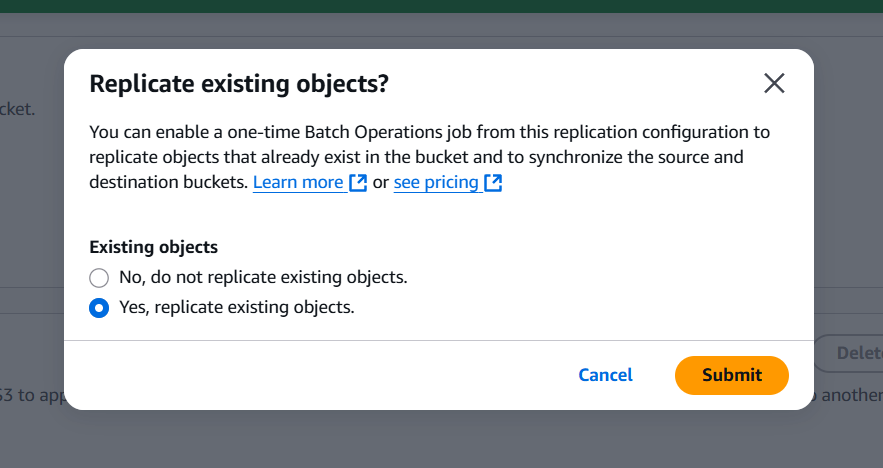 Replicate existing objects?
cket.
You can enable a one-time Batch Operations job from this replication configuration to
replicate objects that already exist in the bucket and to synchronize the source and
destination buckets. Learn more or see pricing
Existing objects
No, do not replicate existing objects.
Yes, replicate existing objects.
Delet
Cancel
Submit
S3 to app
another